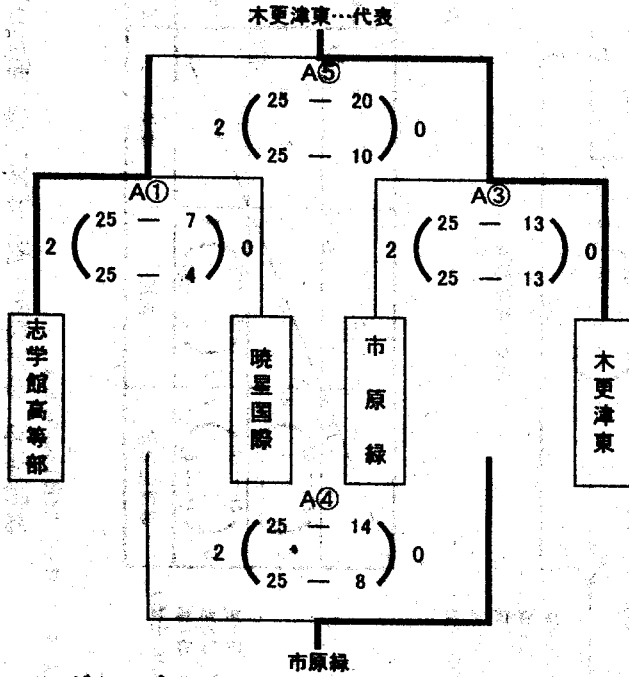 木更津東…代表
A⑤
25 — 20
2 ( ) 0
25 — 10
A①
25 — 7
2 ( ) 0
25 — 4
A③
25 — 13
2 ( ) 0
25 — 13
志学館高等部
暁星国際
市原緑
木更津東
A④
25 — 14
2 ( ) 0
25 — 8
市原緑